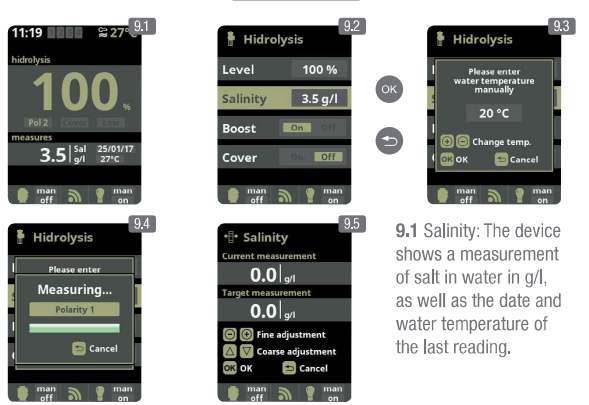 9.1
11:19 27°C
hidrolysis
100 %
Pol 2 Cover Low
measures
3.5 Sal g/l 25/01/17 27°C
man off man on
9.2
Hidrolysis
Level 100 %
Salinity 3.5 g/l
Boost On Off
Cover On Off
man off man on
OK
9.3
Hidrolysis
Please enter
water temperature
manually
20 °C
Change temp.
OK OK Cancel
man off man on
9.4
Hidrolysis
Please enter
Measuring...
Polarity 1
Cancel
man off man on
9.5
Salinity
Current measurement
0.0 g/l
Target measurement
0.0 g/l
Fine adjustment
Coarse adjustment
OK OK Cancel
man off man on
9.1 Salinity: The device
shows a measurement
of salt in water in g/l,
as well as the date and
water temperature of
the last reading.